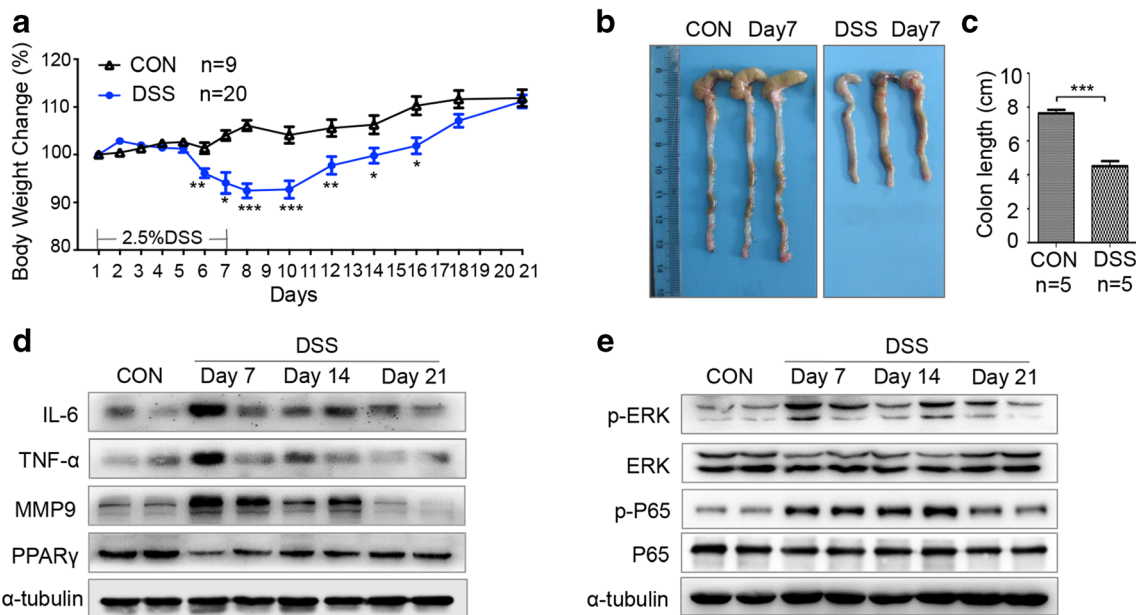 a
Body Weight Change (%)
120
110
100
90
80
CON n=9
DSS n=20
**
*
***
***
**
*
*
2.5%DSS
1 2 3 4 5 6 7 8 9 10 11 12 13 14 15 16 17 18 19 20 21
Days
b
CON Day7
DSS Day7
c
Colon length (cm)
10
8
6
4
2
0
***
CON
n=5
DSS
n=5
d
DSS
CON Day 7 Day 14 Day 21
IL-6
TNF-α
MMP9
PPARγ
α-tubulin
e
DSS
CON Day 7 Day 14 Day 21
p-ERK
ERK
p-P65
P65
α-tubulin